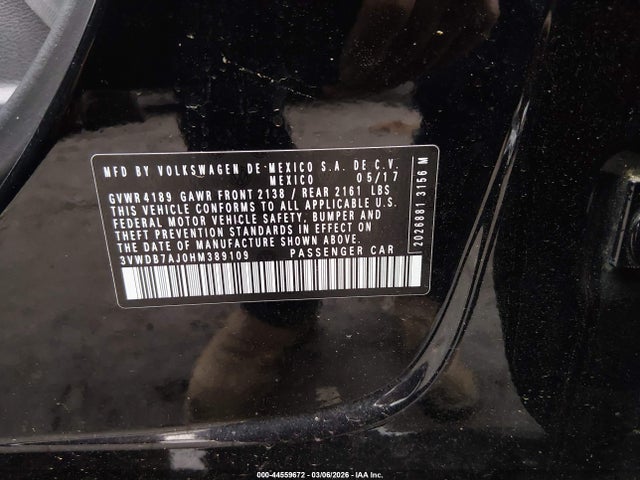 MFD BY VOLKSWAGEN DE-MEXICO S.A. DE C.V.
MEXICO 05/17
GVWR 4189 GAWR FRONT 2138 / REAR 2161 LBS
THIS VEHICLE CONFORMS TO ALL APPLICABLE U.S.
FEDERAL MOTOR VEHICLE SAFETY, BUMPER AND
THEFT PREVENTION STANDARDS IN EFFECT ON
THE DATE OF MANUFACTURE SHOWN ABOVE.
3VWDB7AJ0HM389109 PASSENGER CAR
2026881 3156 M
000-44559672 - 03/06/2026 - IAA Inc.